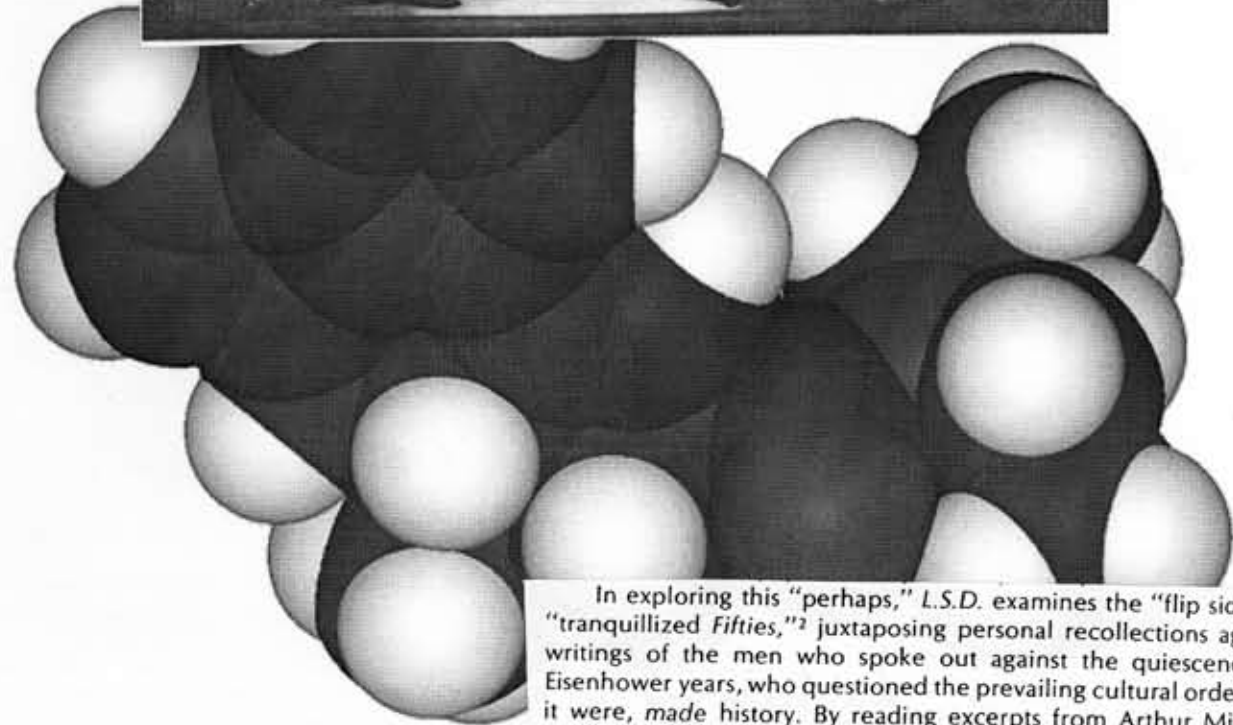 In exploring this "perhaps," L.S.D. examines the "flip
"tranquillized Fifties,"² juxtaposing personal recollections
writings of the men who spoke out against the
Eisenhower years, who questioned the prevailing cultural
it were, made history. By reading excerpts from Arthur